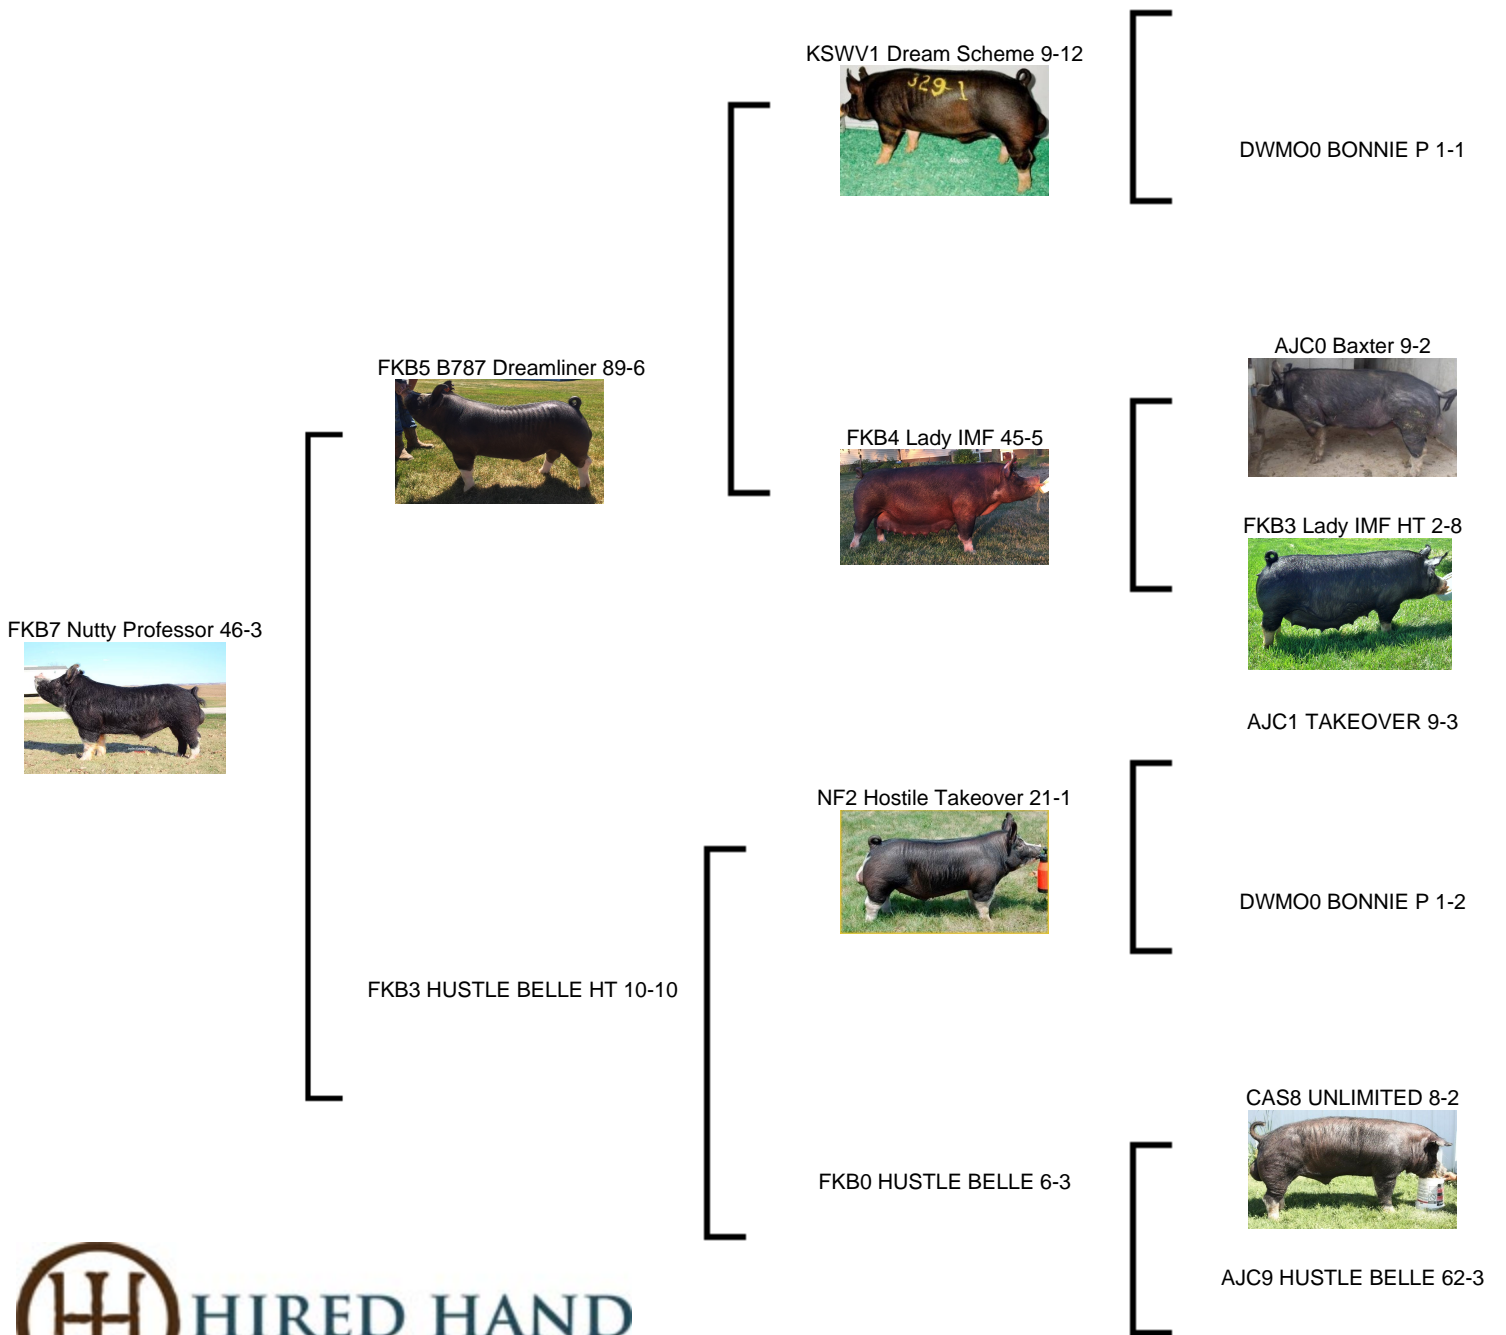 KSWV1 Dream Scheme 9-12
329-1
DWMO0 BONNIE P 1-1
AJC0 Baxter 9-2
FKB5 B787 Dreamliner 89-6
FKB4 Lady IMF 45-5
FKB3 Lady IMF HT 2-8
FKB7 Nutty Professor 46-3
AJC1 TAKEOVER 9-3
NF2 Hostile Takeover 21-1
DWMO0 BONNIE P 1-2
FKB3 HUSTLE BELLE HT 10-10
CAS8 UNLIMITED 8-2
FKB0 HUSTLE BELLE 6-3
AJC9 HUSTLE BELLE 62-3
HIRED HAND